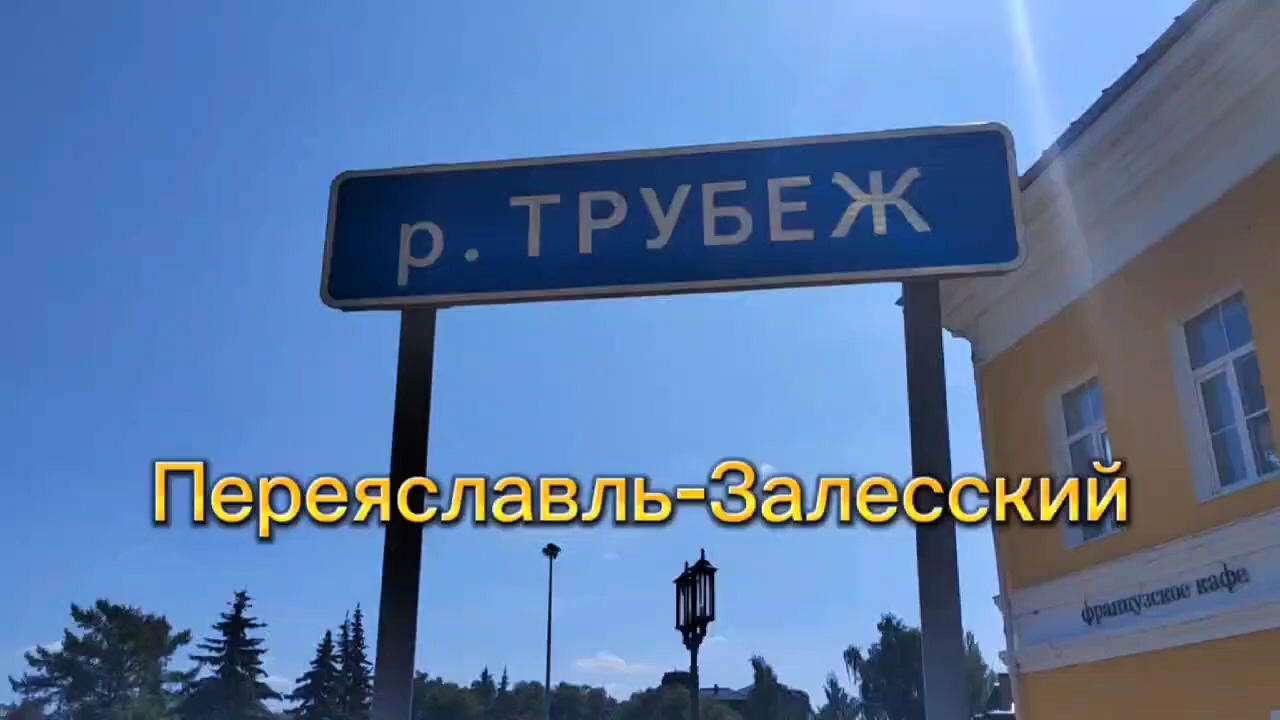 р. ТРУБЕЖ
Переяславль-Залесский
французское кафе